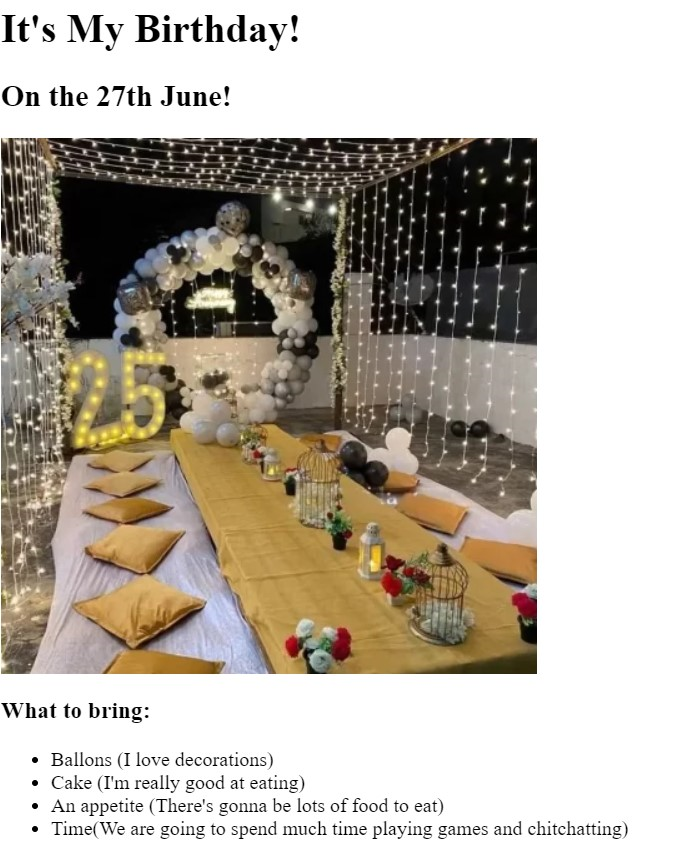 It's My Birthday!
On the 27th June!
25
What to bring:
Ballons (I love decorations)
Cake (I'm really good at eating)
An appetite (There's gonna be lots of food to eat)
Time(We are going to spend much time playing games and chitchatting)